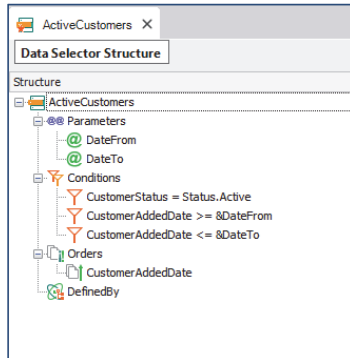 ActiveCustomers
Data Selector Structure
Structure
ActiveCustomers
Parameters
DateFrom
DateTo
Conditions
CustomerStatus = Status.Active
CustomerAddedDate >= &DateFrom
CustomerAddedDate <= &DateTo
Orders
CustomerAddedDate
DefinedBy